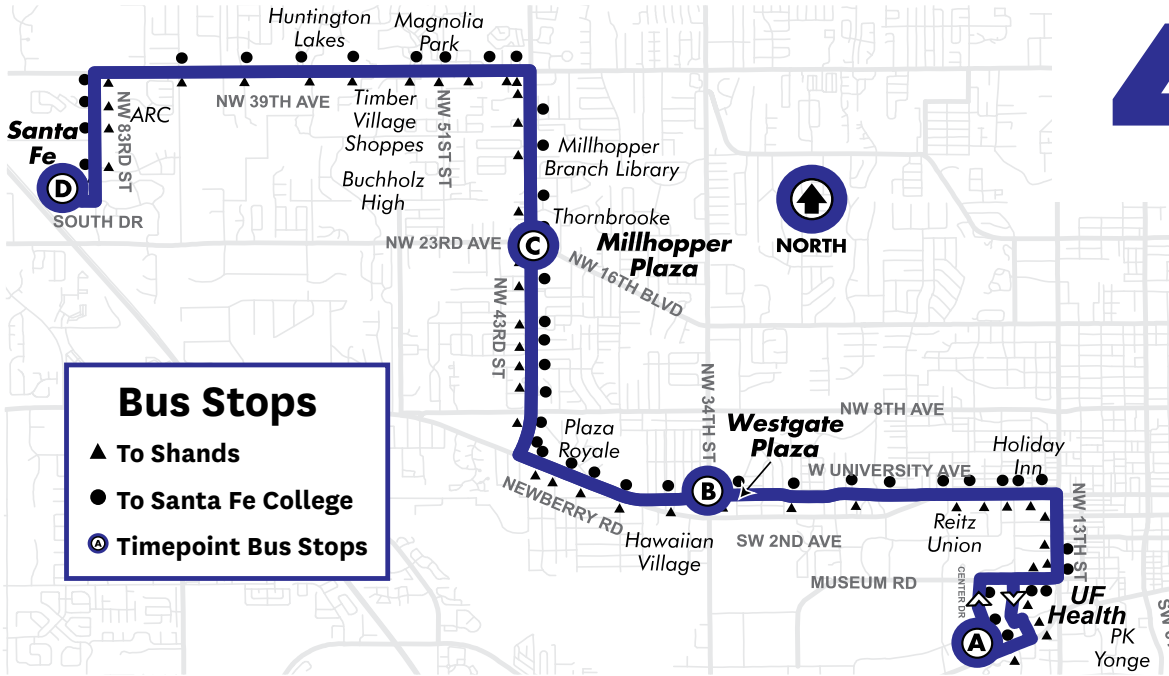 Huntington
Lakes
Magnolia
Park
4
NW 39TH AVE
Timber
Village
Shoppes
NW 51ST ST
NW 83RD ST
ARC
Santa
Fe
D
SOUTH DR
Buchholz
High
Millhopper
Branch Library
Thornbrooke
NW 23RD AVE
C
Millhopper
Plaza
NW 16TH BLVD
NORTH
NW 43RD ST
Bus Stops
To Shands
To Santa Fe College
A
Timepoint Bus Stops
NW 34TH ST
NW 8TH AVE
Plaza
Royale
Westgate
Plaza
W UNIVERSITY AVE
Holiday
Inn
B
NEWBERRY RD
Hawaiian
Village
SW 2ND AVE
Reitz
Union
NW 13TH ST
MUSEUM RD
CENTER DR
UF
Health
A
PK
Yonge